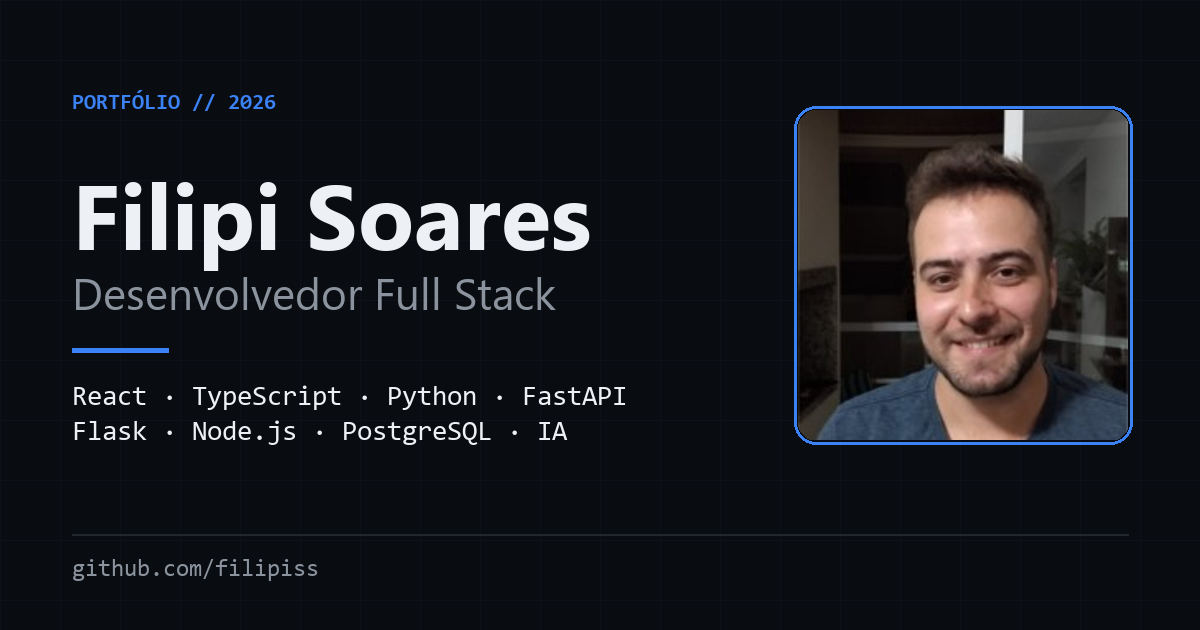 PORTFÓLIO // 2026
Filipi Soares
Desenvolvedor Full Stack
React · TypeScript · Python · FastAPI
Flask · Node.js · PostgreSQL · IA
github.com/filipiss